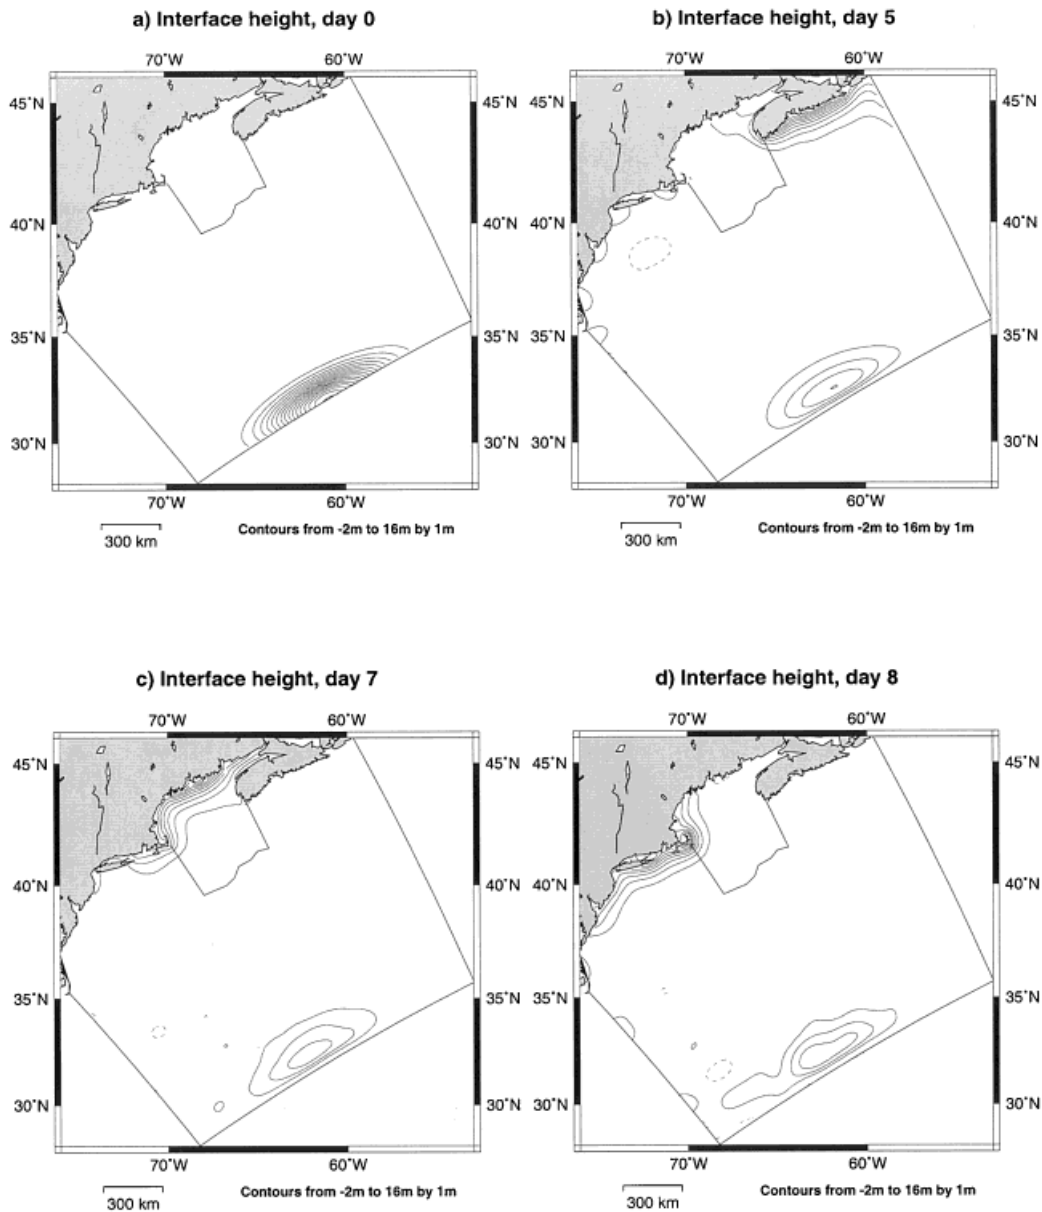 a) Interface height, day 0
70°W 60°W
45°N 45°N
40°N 40°N
35°N 35°N
30°N 30°N
70°W 60°W
300 km
Contours from -2m to 16m by 1m
b) Interface height, day 5
70°W 60°W
45°N 45°N
40°N 40°N
35°N 35°N
30°N 30°N
70°W 60°W
300 km
Contours from -2m to 16m by 1m
c) Interface height, day 7
70°W 60°W
45°N 45°N
40°N 40°N
35°N 35°N
30°N 30°N
70°W 60°W
300 km
Contours from -2m to 16m by 1m
d) Interface height, day 8
70°W 60°W
45°N 45°N
40°N 40°N
35°N 35°N
30°N 30°N
70°W 60°W
300 km
Contours from -2m to 16m by 1m